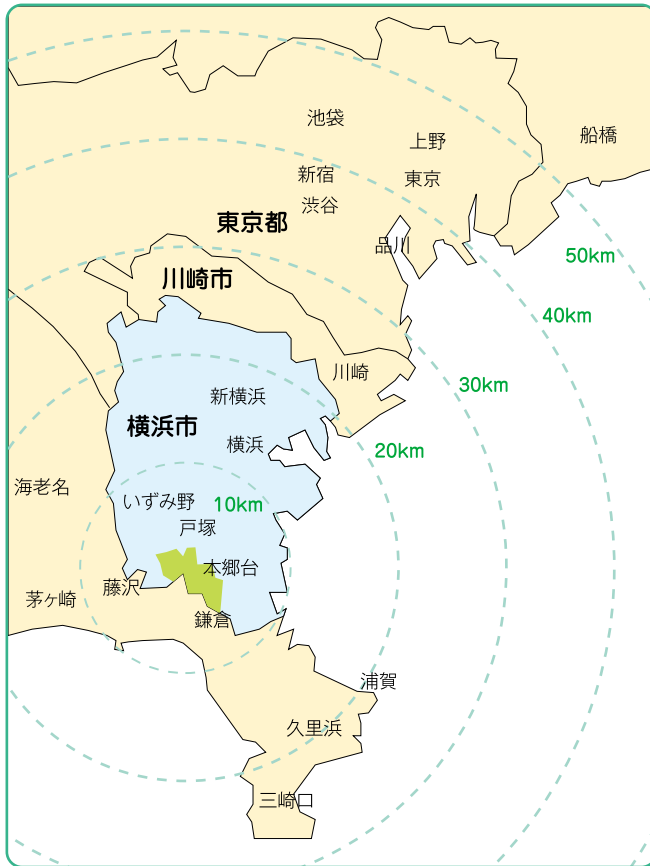 池袋
上野
船橋
新宿
東京
渋谷
東京都
品川
50km
川崎市
40km
川崎
30km
新横浜
横浜市
横浜
20km
海老名
いずみ野
10km
戸塚
本郷台
藤沢
茅ヶ崎
鎌倉
浦賀
久里浜
三崎口